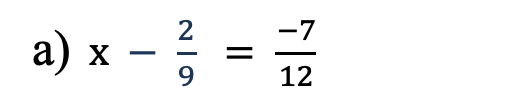 a) x − 2/9 = −7/12